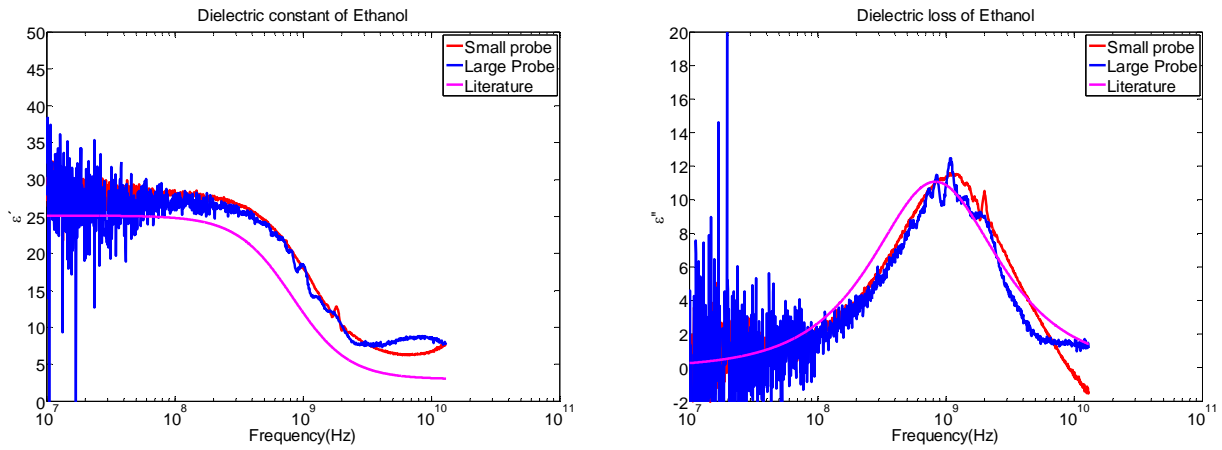 Dielectric constant of Ethanol
50
45
40
35
30
25
20
15
10
5
0
ε´
Small probe
Large Probe
Literature
10^7 10^8 10^9 10^10 10^11
Frequency(Hz)
Dielectric loss of Ethanol
20
18
16
14
12
10
8
6
4
2
0
-2
ε"
Small probe
Large Probe
Literature
10^7 10^8 10^9 10^10 10^11
Frequency(Hz)